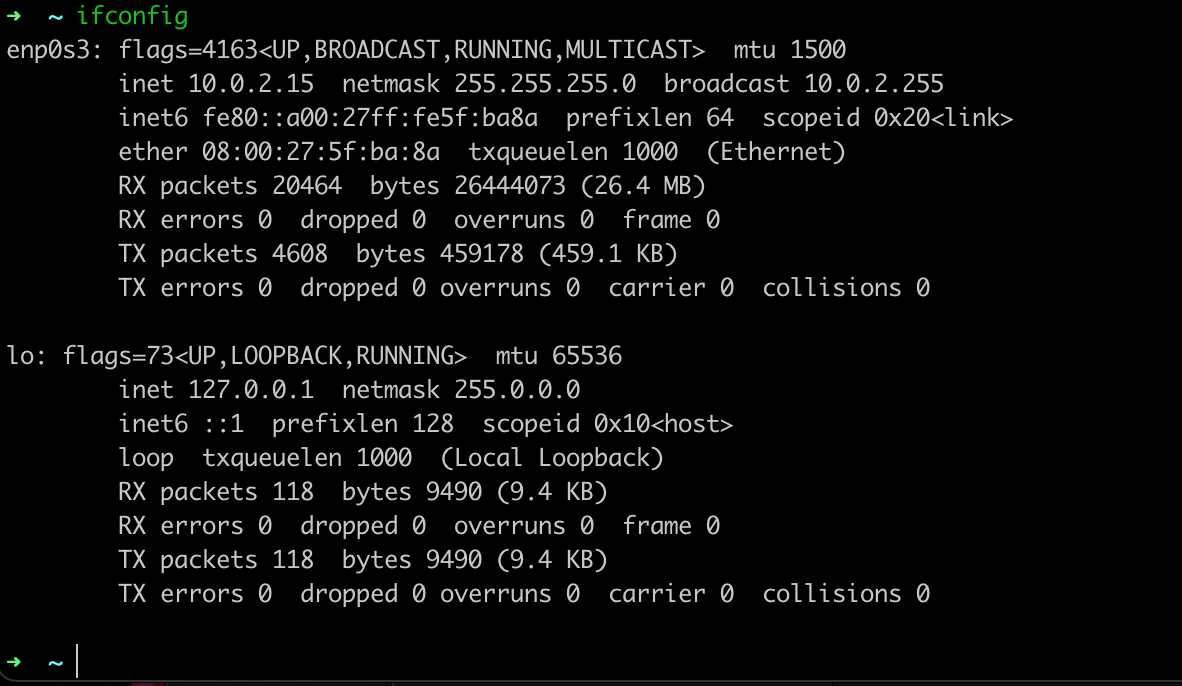 ➜  ~ ifconfig
enp0s3: flags=4163<UP,BROADCAST,RUNNING,MULTICAST>  mtu 1500
        inet 10.0.2.15  netmask 255.255.255.0  broadcast 10.0.2.255
        inet6 fe80::a00:27ff:fe5f:ba8a  prefixlen 64  scopeid 0x20<link>
        ether 08:00:27:5f:ba:8a  txqueuelen 1000  (Ethernet)
        RX packets 20464  bytes 26444073 (26.4 MB)
        RX errors 0  dropped 0  overruns 0  frame 0
        TX packets 4608  bytes 459178 (459.1 KB)
        TX errors 0  dropped 0 overruns 0  carrier 0  collisions 0

lo: flags=73<UP,LOOPBACK,RUNNING>  mtu 65536
        inet 127.0.0.1  netmask 255.0.0.0
        inet6 ::1  prefixlen 128  scopeid 0x10<host>
        loop  txqueuelen 1000  (Local Loopback)
        RX packets 118  bytes 9490 (9.4 KB)
        RX errors 0  dropped 0  overruns 0  frame 0
        TX packets 118  bytes 9490 (9.4 KB)
        TX errors 0  dropped 0 overruns 0  carrier 0  collisions 0

➜  ~